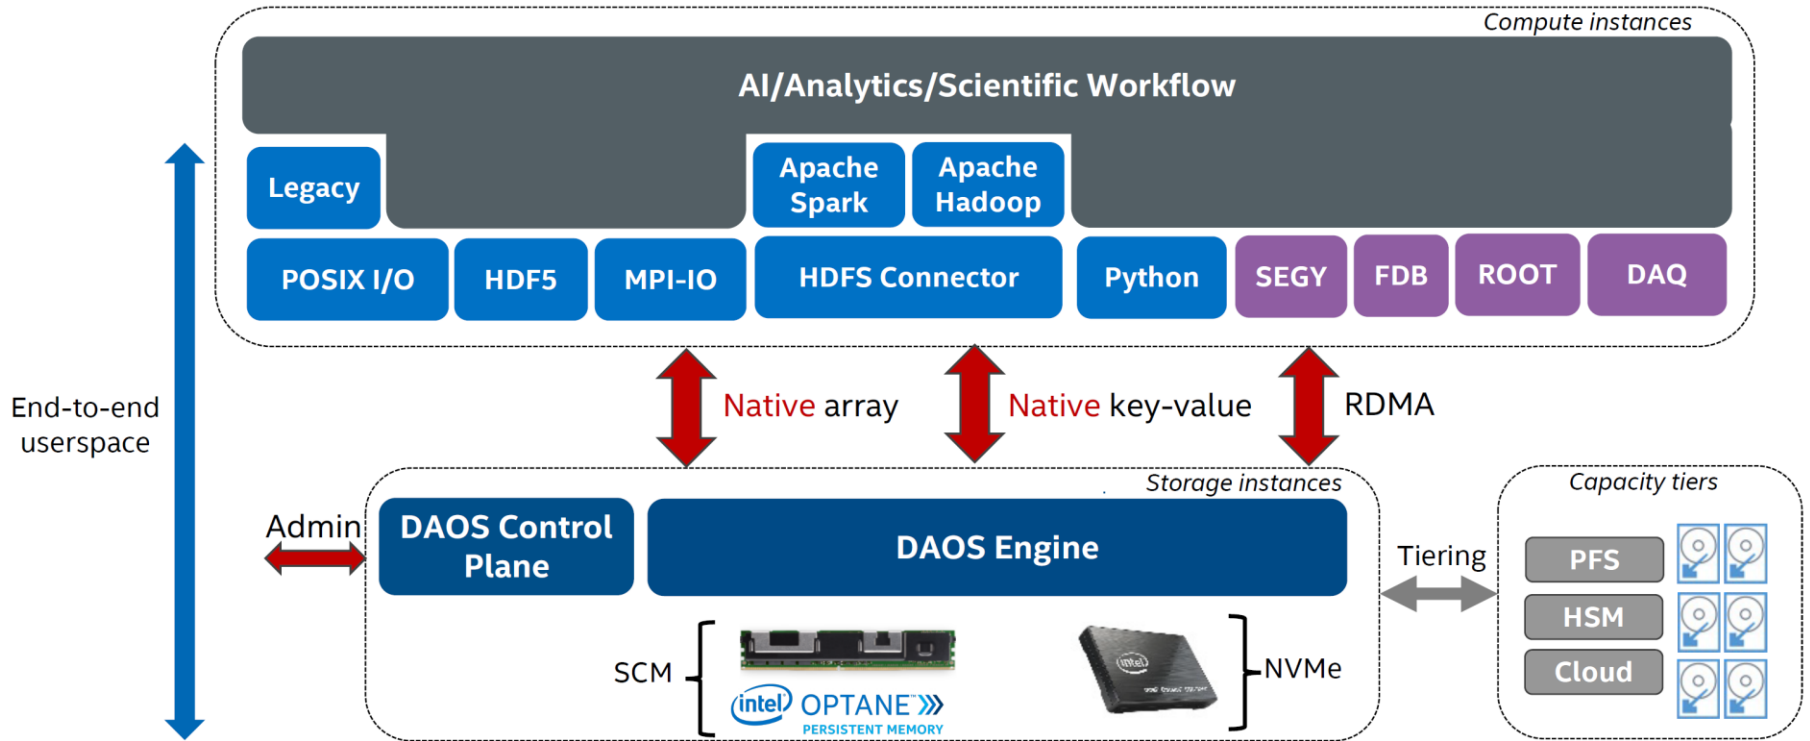 Compute instances
AI/Analytics/Scientific Workflow
Legacy
Apache
Spark
Apache
Hadoop
POSIX I/O
HDF5
MPI-IO
HDFS Connector
Python
SEGY
FDB
ROOT
DAQ
End-to-end
userspace
Native array
Native key-value
RDMA
Storage instances
Capacity tiers
Admin
DAOS Control
Plane
DAOS Engine
Tiering
PFS
HSM
Cloud
SCM
intel OPTANE™
PERSISTENT MEMORY
intel
NVMe